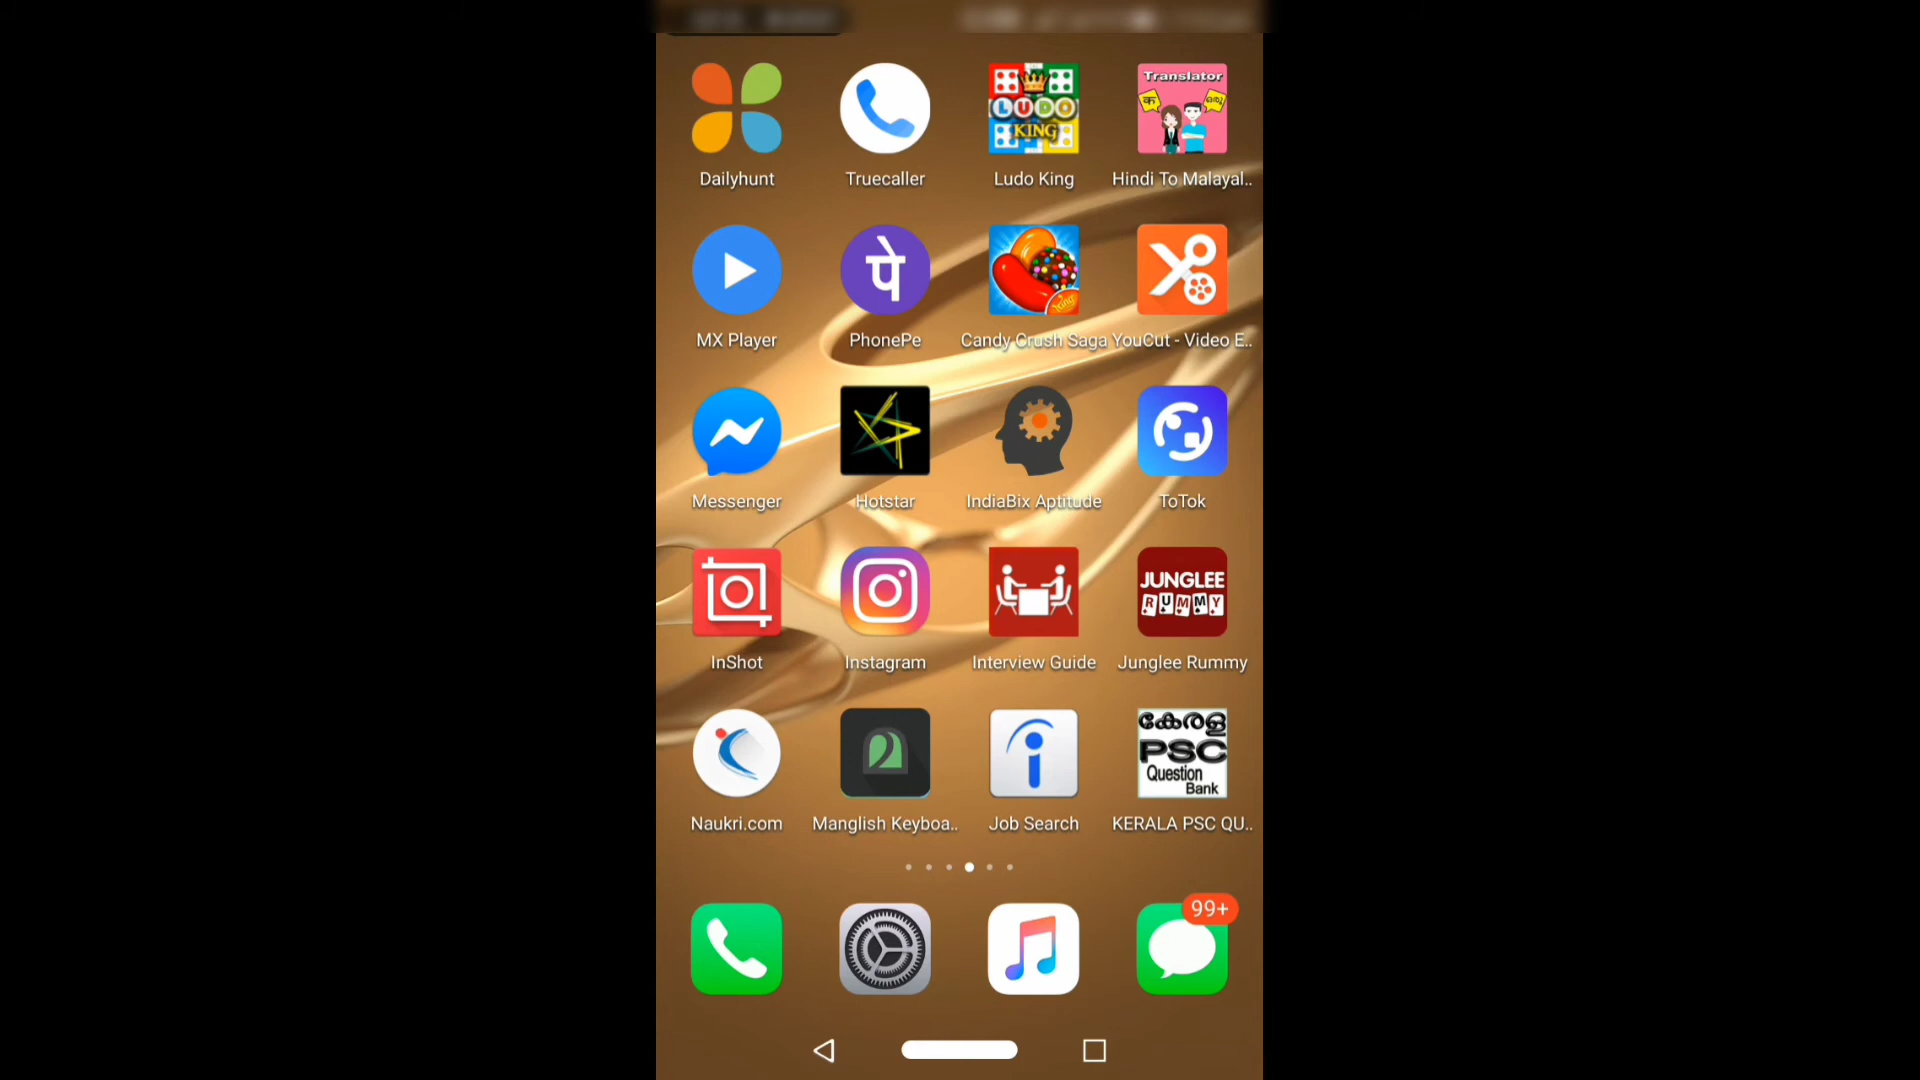 Translator
क
ഒരു
LUDO
KING
Dailyhunt
Truecaller
Ludo King
Hindi To Malayal..
पे
MX Player
PhonePe
Candy Crush Saga
YouCut - Video E..
Messenger
Hotstar
IndiaBix Aptitude
ToTok
JUNGLEE
RUMMY
InShot
Instagram
Interview Guide
Junglee Rummy
കേരള
PSC
Question
Bank
Naukri.com
Manglish Keyboa..
Job Search
KERALA PSC QU..
99+